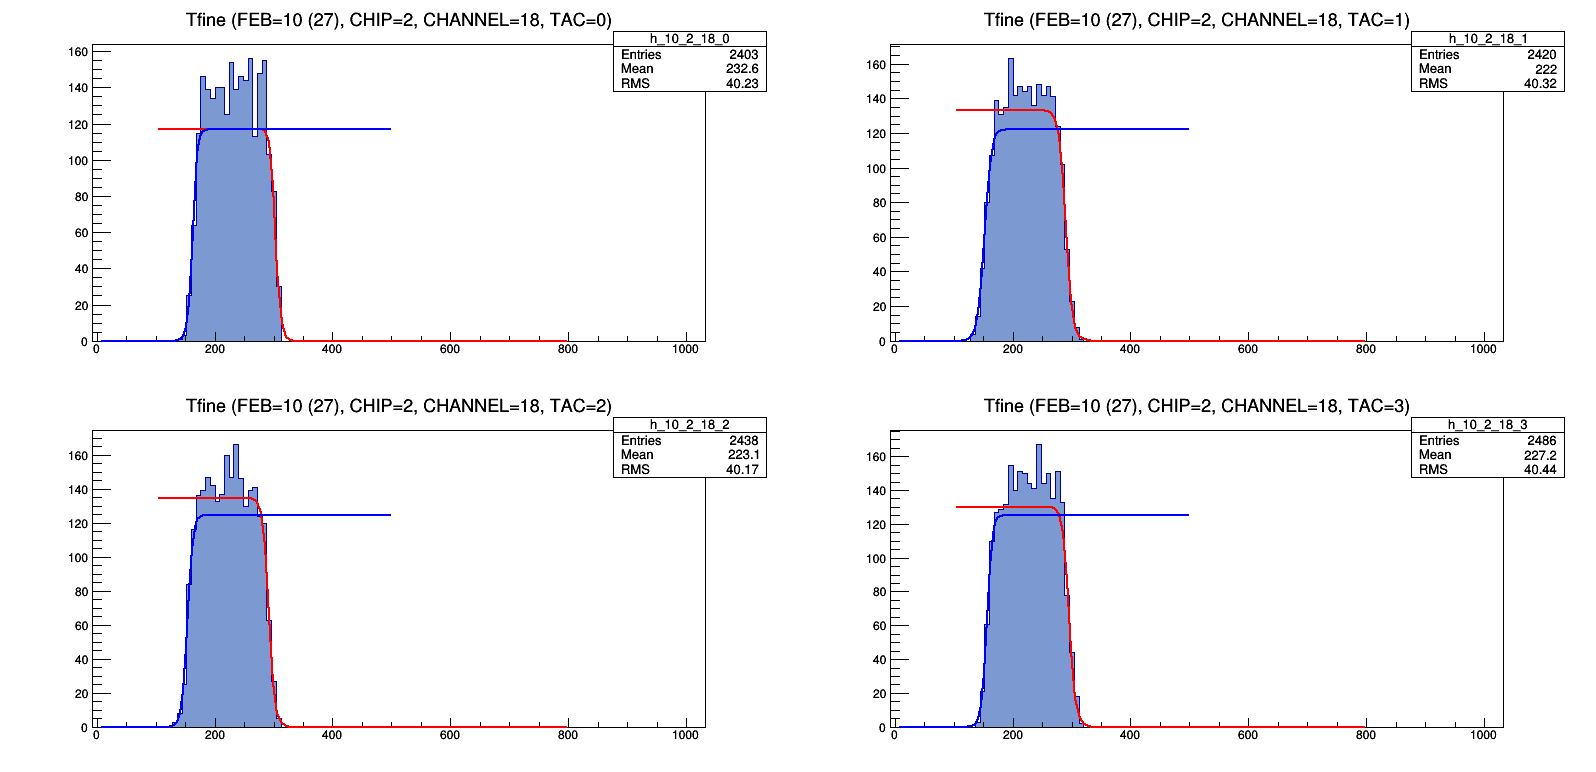 Tfine (FEB=10 (27), CHIP=2, CHANNEL=18, TAC=0)
h_10_2_18_0
Entries 2403
Mean 232.6
RMS 40.23
160
140
120
100
80
60
40
20
0
0 200 400 600 800 1000
Tfine (FEB=10 (27), CHIP=2, CHANNEL=18, TAC=1)
h_10_2_18_1
Entries 2420
Mean 222
RMS 40.32
160
140
120
100
80
60
40
20
0
0 200 400 600 800 1000
Tfine (FEB=10 (27), CHIP=2, CHANNEL=18, TAC=2)
h_10_2_18_2
Entries 2438
Mean 223.1
RMS 40.17
160
140
120
100
80
60
40
20
0
0 200 400 600 800 1000
Tfine (FEB=10 (27), CHIP=2, CHANNEL=18, TAC=3)
h_10_2_18_3
Entries 2486
Mean 227.2
RMS 40.44
160
140
120
100
80
60
40
20
0
0 200 400 600 800 1000